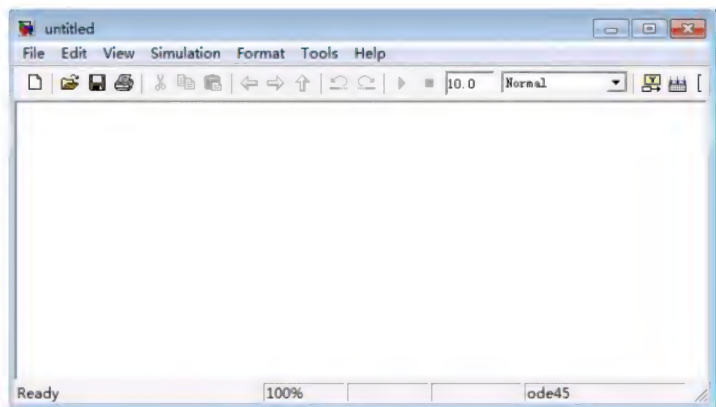 untitled
File Edit View Simulation Format Tools Help
10.0 Normal
Ready 100% ode45